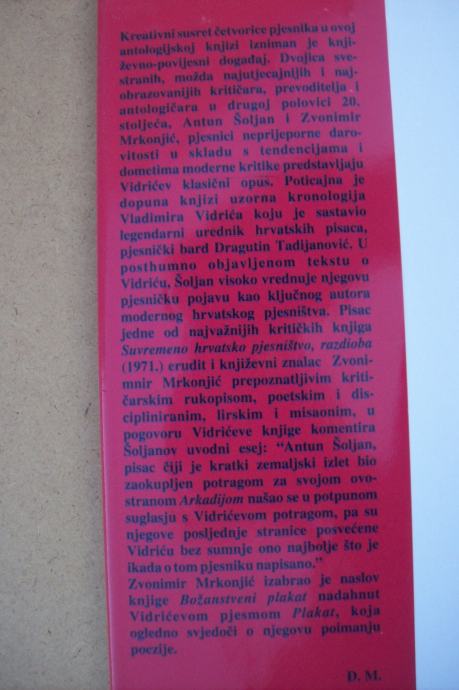 Kreativni susret četvorice pjesnika u ovoj
antologijskoj knjizi izniman je knji-
ževno-povijesni događaj. Dvojica sve-
stranih, možda najutjecajnijih i naj-
obrazovanijih kritičara, prevoditelja i
antologičara u drugoj polovici 20.
stoljeća, Antun Šoljan i Zvonimir
Mrkonjić, pjesnici neprijeporne daro-
vitosti u skladu s tendencijama i
dometima moderne kritike predstavljaju
Vidrićev klasični opus. Poticajna je
dopuna knjizi uzorna kronologija
Vladimira Vidrića koju je sastavio
legendarni urednik hrvatskih pisaca,
pjesnički bard Dragutin Tadijanović. U
posthumno objavljenom tekstu o
Vidriću, Šoljan visoko vrednuje njegovu
pjesničku pojavu kao ključnog autora
modernog hrvatskog pjesništva. Pisac
jedne od najvažnijih kritičkih knjiga
Suvremeno hrvatsko pjesništvo, razdioba
(1971.) erudit i književni znalac Zvoni-
mnir Mrkonjić prepoznatljivim kriti-
čarskim rukopisom, poetskim i dis-
cipliniranim, lirskim i misaonim, u
pogovoru Vidrićeve knjige komentira
Šoljanov uvodni esej: "Antun Šoljan,
pisac čiji je kratki zemaljski izlet bio
zaokupljen potragom za svojom ovo-
stranom Arkadijom našao se u potpunom
suglasju s Vidrićevom potragom, pa su
njegove posljednje stranice posvećene
Vidriću bez sumnje ono najbolje što je
ikada o tom pjesniku napisano."
Zvonimir Mrkonjić izabrao je naslov
knjige Božanstveni plakat nadahnut
Vidrićevom pjesmom Plakat, koja
ogledno svjedoči o njegovu poimanju
poezije.
D. M.